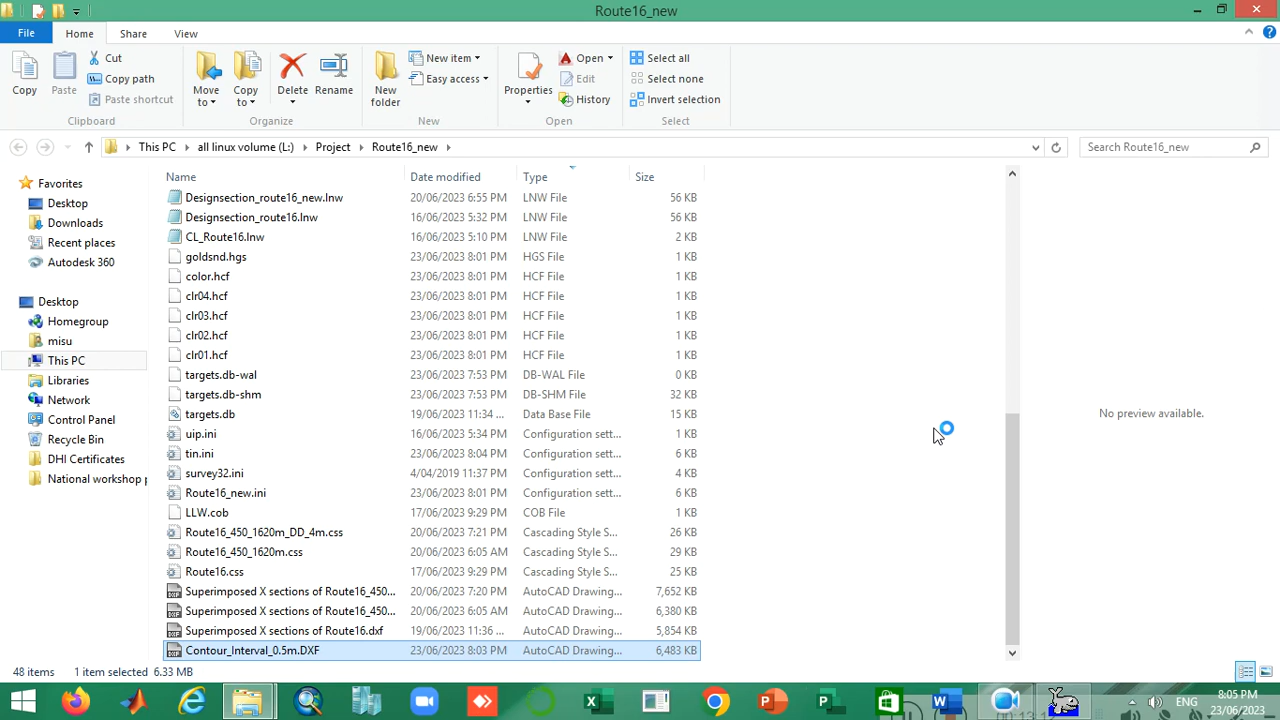 Route16_new
File Home Share View
Copy Paste Cut Copy path Paste shortcut Move to Copy to Delete Rename New folder New item Easy access Properties Open Edit History Select all Select none Invert selection
Clipboard Organize New Open Select
This PC all linux volume (L:) Project Route16_new Search Route16_new
Name Date modified Type Size
Favorites
Desktop
Downloads
Recent places
Autodesk 360
Desktop
Homegroup
misu
This PC
Libraries
Network
Control Panel
Recycle Bin
DHI Certificates
National workshop p
Designsection_route16_new.lnw 20/06/2023 6:55 PM LNW File 56 KB
Designsection_route16.lnw 16/06/2023 5:32 PM LNW File 56 KB
CL_Route16.lnw 16/06/2023 5:10 PM LNW File 2 KB
goldsnd.hgs 23/06/2023 8:01 PM HGS File 1 KB
color.hcf 23/06/2023 8:01 PM HCF File 1 KB
clr04.hcf 23/06/2023 8:01 PM HCF File 1 KB
clr03.hcf 23/06/2023 8:01 PM HCF File 1 KB
clr02.hcf 23/06/2023 8:01 PM HCF File 1 KB
clr01.hcf 23/06/2023 8:01 PM HCF File 1 KB
targets.db-wal 23/06/2023 7:53 PM DB-WAL File 0 KB
targets.db-shm 23/06/2023 7:53 PM DB-SHM File 32 KB
targets.db 19/06/2023 11:34 ... Data Base File 15 KB
uip.ini 16/06/2023 5:34 PM Configuration sett... 1 KB
tin.ini 23/06/2023 8:04 PM Configuration sett... 6 KB
survey32.ini 4/04/2019 11:37 PM Configuration sett... 4 KB
Route16_new.ini 23/06/2023 8:01 PM Configuration sett... 6 KB
LLW.cob 17/06/2023 9:29 PM COB File 1 KB
Route16_450_1620m_DD_4m.css 20/06/2023 7:21 PM Cascading Style S... 26 KB
Route16_450_1620m.css 20/06/2023 6:05 AM Cascading Style S... 29 KB
Route16.css 17/06/2023 9:29 PM Cascading Style S... 25 KB
Superimposed X sections of Route16_450... 20/06/2023 7:20 PM AutoCAD Drawing... 7,652 KB
Superimposed X sections of Route16_450... 20/06/2023 6:05 AM AutoCAD Drawing... 6,380 KB
Superimposed X sections of Route16.dxf 19/06/2023 11:36 ... AutoCAD Drawing... 5,854 KB
Contour_Interval_0.5m.DXF 23/06/2023 8:03 PM AutoCAD Drawing... 6,483 KB
No preview available.
48 items 1 item selected 6.33 MB
ENG 8:05 PM
23/06/2023